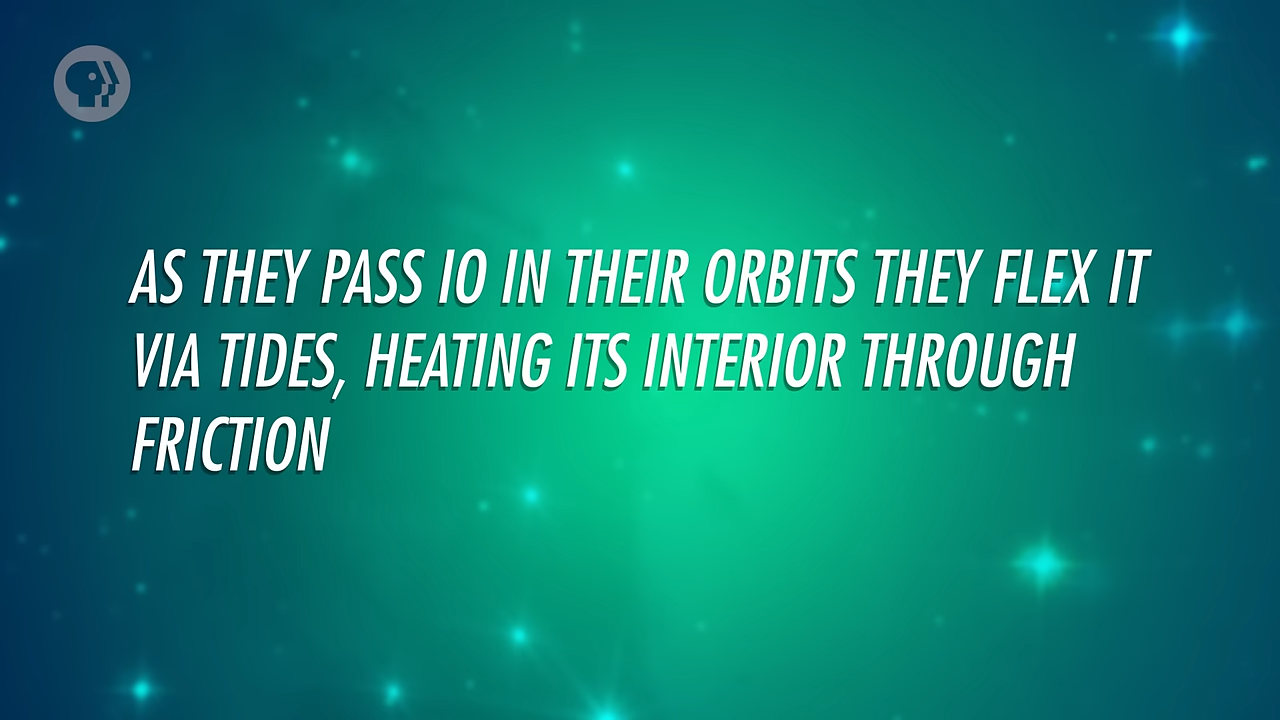 AS THEY PASS IO IN THEIR ORBITS THEY FLEX IT
VIA TIDES, HEATING ITS INTERIOR THROUGH
FRICTION